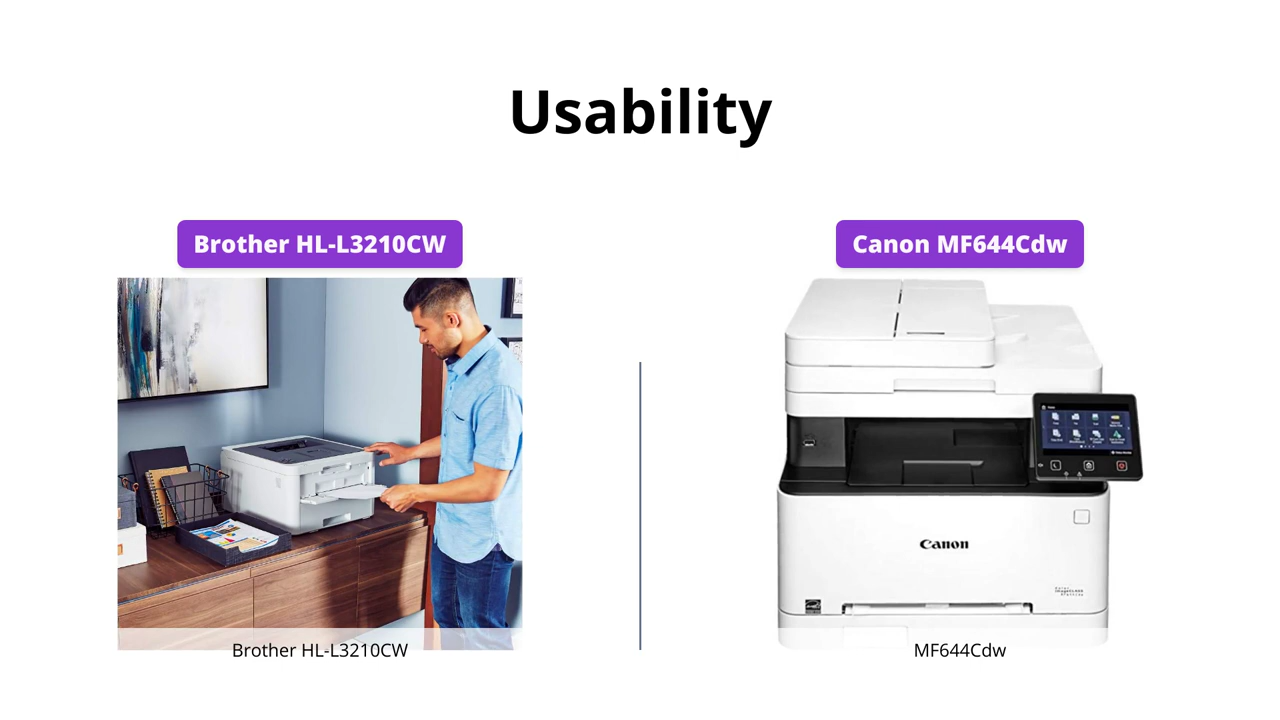 Usability
Brother HL-L3210CW
Canon MF644Cdw
Canon
Brother HL-L3210CW
MF644Cdw